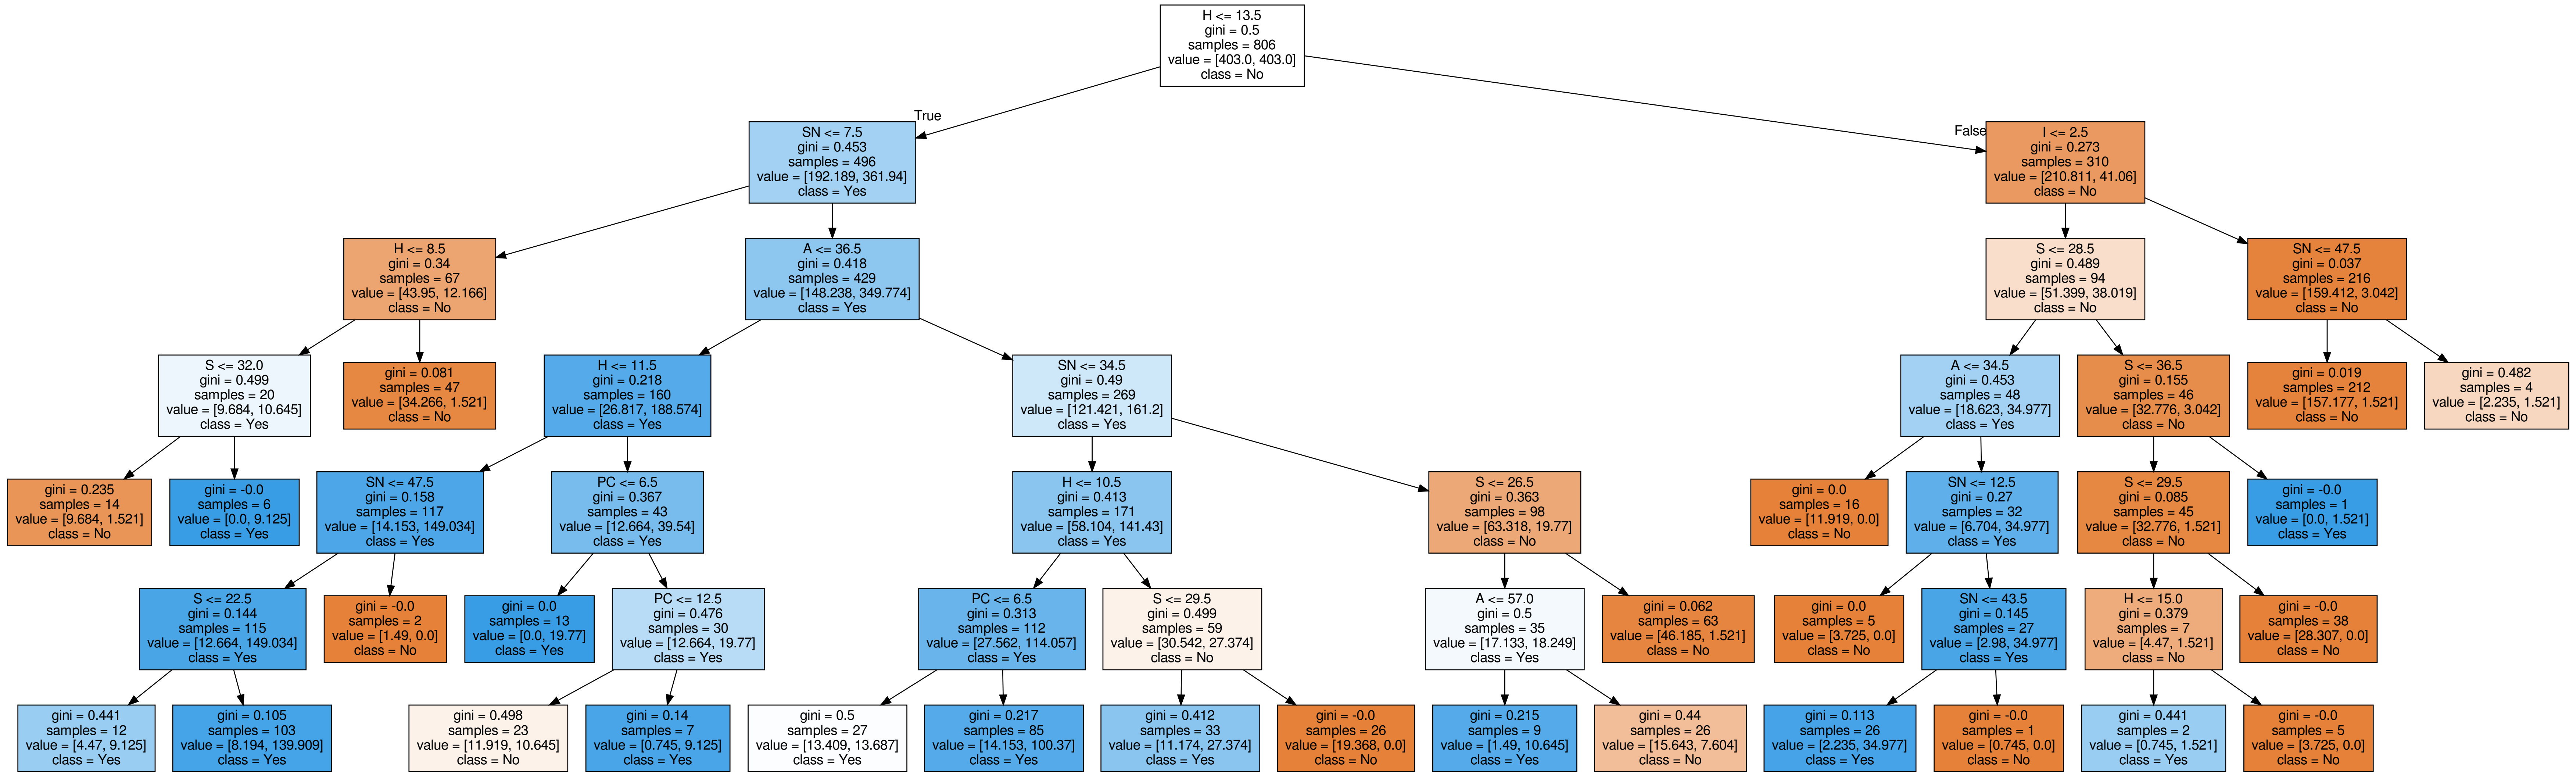 H <= 13.5
gini = 0.5
samples = 806
value = [403.0, 403.0]
class = No
True
False
SN <= 7.5
gini = 0.453
samples = 496
value = [192.189, 361.94]
class = Yes
I <= 2.5
gini = 0.273
samples = 310
value = [210.811, 41.06]
class = No
H <= 8.5
gini = 0.34
samples = 67
value = [43.95, 12.166]
class = No
A <= 36.5
gini = 0.418
samples = 429
value = [148.238, 349.774]
class = Yes
S <= 28.5
gini = 0.489
samples = 94
value = [51.399, 38.019]
class = No
SN <= 47.5
gini = 0.037
samples = 216
value = [159.412, 3.042]
class = No
S <= 32.0
gini = 0.499
samples = 20
value = [9.684, 10.645]
class = Yes
gini = 0.081
samples = 47
value = [34.266, 1.521]
class = No
H <= 11.5
gini = 0.218
samples = 160
value = [26.817, 188.574]
class = Yes
SN <= 34.5
gini = 0.49
samples = 269
value = [121.421, 161.2]
class = Yes
A <= 34.5
gini = 0.453
samples = 48
value = [18.623, 34.977]
class = Yes
S <= 36.5
gini = 0.155
samples = 46
value = [32.776, 3.042]
class = No
gini = 0.019
samples = 212
value = [157.177, 1.521]
class = No
gini = 0.482
samples = 4
value = [2.235, 1.521]
class = No
gini = 0.235
samples = 14
value = [9.684, 1.521]
class = No
gini = -0.0
samples = 6
value = [0.0, 9.125]
class = Yes
SN <= 47.5
gini = 0.158
samples = 117
value = [14.153, 149.034]
class = Yes
PC <= 6.5
gini = 0.367
samples = 43
value = [12.664, 39.54]
class = Yes
H <= 10.5
gini = 0.413
samples = 171
value = [58.104, 141.43]
class = Yes
S <= 26.5
gini = 0.363
samples = 98
value = [63.318, 19.77]
class = No
gini = 0.0
samples = 16
value = [11.919, 0.0]
class = No
SN <= 12.5
gini = 0.27
samples = 32
value = [6.704, 34.977]
class = Yes
S <= 29.5
gini = 0.085
samples = 45
value = [32.776, 1.521]
class = No
gini = -0.0
samples = 1
value = [0.0, 1.521]
class = Yes
S <= 22.5
gini = 0.144
samples = 115
value = [12.664, 149.034]
class = Yes
gini = -0.0
samples = 2
value = [1.49, 0.0]
class = No
gini = 0.0
samples = 13
value = [0.0, 19.77]
class = Yes
PC <= 12.5
gini = 0.476
samples = 30
value = [12.664, 19.77]
class = Yes
PC <= 6.5
gini = 0.313
samples = 112
value = [27.562, 114.057]
class = Yes
S <= 29.5
gini = 0.499
samples = 59
value = [30.542, 27.374]
class = No
A <= 57.0
gini = 0.5
samples = 35
value = [17.133, 18.249]
class = Yes
gini = 0.062
samples = 63
value = [46.185, 1.521]
class = No
gini = 0.0
samples = 5
value = [3.725, 0.0]
class = No
SN <= 43.5
gini = 0.145
samples = 27
value = [2.98, 34.977]
class = Yes
H <= 15.0
gini = 0.379
samples = 7
value = [4.47, 1.521]
class = No
gini = -0.0
samples = 38
value = [28.307, 0.0]
class = No
gini = 0.441
samples = 12
value = [4.47, 9.125]
class = Yes
gini = 0.105
samples = 103
value = [8.194, 139.909]
class = Yes
gini = 0.498
samples = 23
value = [11.919, 10.645]
class = No
gini = 0.14
samples = 7
value = [0.745, 9.125]
class = Yes
gini = 0.5
samples = 27
value = [13.409, 13.687]
class = Yes
gini = 0.217
samples = 85
value = [14.153, 100.37]
class = Yes
gini = 0.412
samples = 33
value = [11.174, 27.374]
class = Yes
gini = -0.0
samples = 26
value = [19.368, 0.0]
class = No
gini = 0.215
samples = 9
value = [1.49, 10.645]
class = Yes
gini = 0.44
samples = 26
value = [15.643, 7.604]
class = No
gini = 0.113
samples = 26
value = [2.235, 34.977]
class = Yes
gini = -0.0
samples = 1
value = [0.745, 0.0]
class = No
gini = 0.441
samples = 2
value = [0.745, 1.521]
class = Yes
gini = -0.0
samples = 5
value = [3.725, 0.0]
class = No